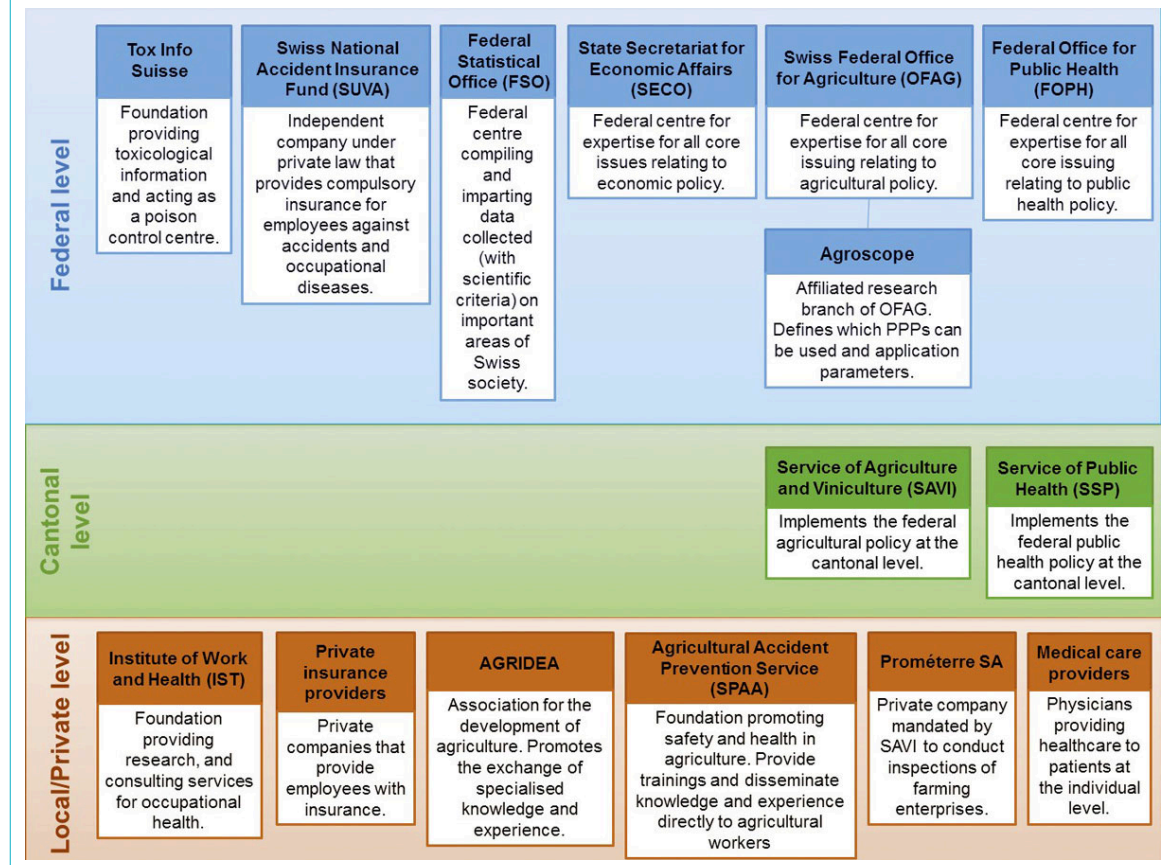 Federal level
Tox Info
Suisse
Foundation
providing
toxicological
information
and acting as
a poison
control centre.
Swiss National
Accident Insurance
Fund (SUVA)
Independent
company under
private law that
provides compulsory
insurance for
employees against
accidents and
occupational
diseases.
Federal
Statistical
Office (FSO)
Federal
centre
compiling
and
imparting
data
collected
(with
scientific
criteria) on
important
areas of
Swiss
society.
State Secretariat for
Economic Affairs
(SECO)
Federal centre for
expertise for all core
issues relating to
economic policy.
Swiss Federal Office
for Agriculture (OFAG)
Federal centre for
expertise for all core
issuing relating to
agricultural policy.
Agroscope
Affiliated research
branch of OFAG.
Defines which PPPs can
be used and application
parameters.
Federal Office for
Public Health
(FOPH)
Federal centre for
expertise for all
core issuing
relating to public
health policy.
Cantonal
level
Service of Agriculture
and Viniculture (SAVI)
Implements the federal
agricultural policy at the
cantonal level.
Service of Public
Health (SSP)
Implements the
federal public
health policy at the
cantonal level.
Local/Private level
Institute of Work
and Health (IST)
Foundation
providing
research, and
consulting services
for occupational
health.
Private
insurance
providers
Private
companies that
provide
employees with
insurance.
AGRIDEA
Association for the
development of
agriculture. Promotes
the exchange of
specialised
knowledge and
experience.
Agricultural Accident
Prevention Service
(SPAA)
Foundation promoting
safety and health in
agriculture. Provide
trainings and disseminate
knowledge and experience
directly to agricultural
workers
Prométerre SA
Private company
mandated by
SAVI to conduct
inspections of
farming
enterprises.
Medical care
providers
Physicians
providing
healthcare to
patients at
the individual
level.